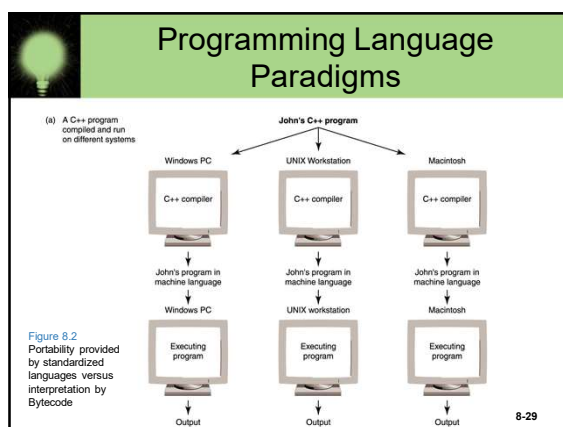 Programming Language
Paradigms
(a) A C++ program
compiled and run
on different systems
John's C++ program
Windows PC
UNIX Workstation
Macintosh
C++ compiler
C++ compiler
C++ compiler
John's program in
machine language
John's program in
machine language
John's program in
machine language
Windows PC
UNIX workstation
Macintosh
Executing
program
Executing
program
Executing
program
Output
Output
Output
Figure 8.2
Portability provided
by standardized
languages versus
interpretation by
Bytecode
8-29